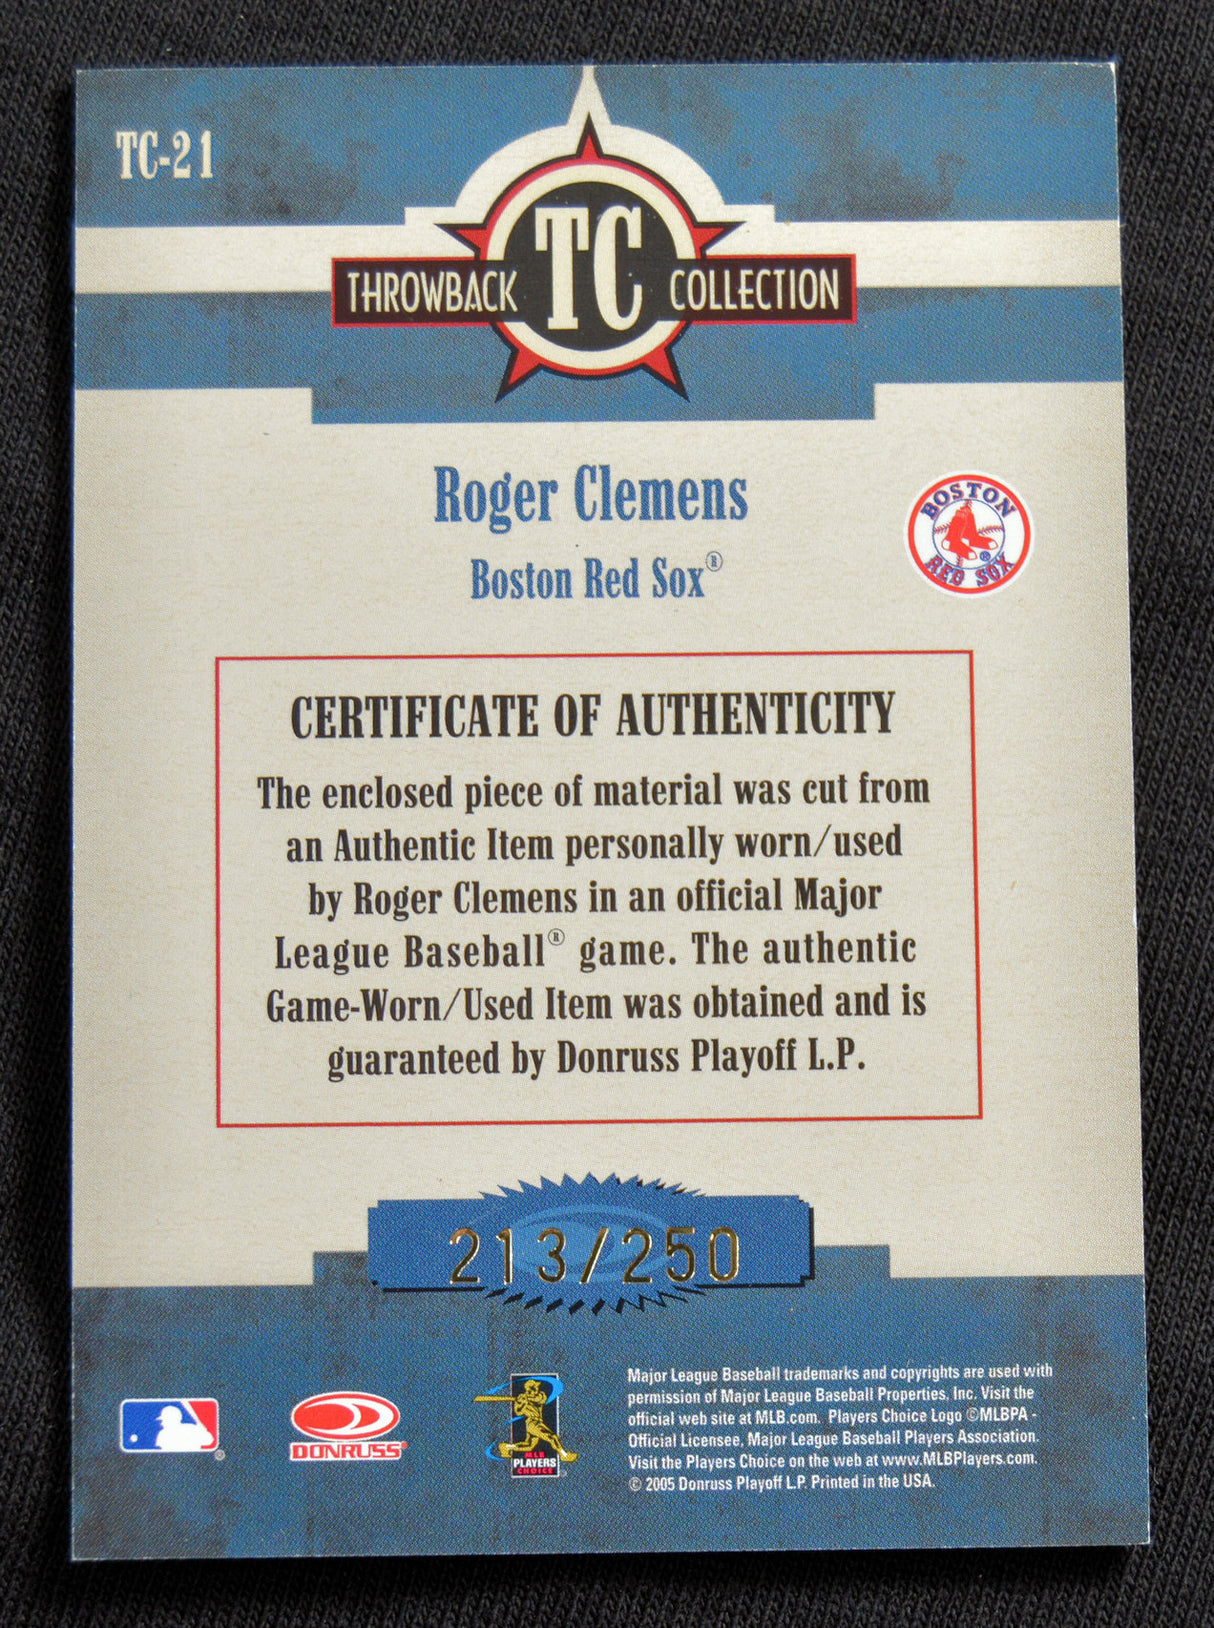 TC-21
THROWBACK TC COLLECTION
Roger Clemens
Boston Red Sox®
BOSTON
RED SOX
®
CERTIFICATE OF AUTHENTICITY
The enclosed piece of material was cut from
an Authentic Item personally worn/used
by Roger Clemens in an official Major
League Baseball® game. The authentic
Game-Worn/Used Item was obtained and is
guaranteed by Donruss Playoff L.P.
213/250
DONRUSS®
MLB
PLAYERS
CHOICE
Major League Baseball trademarks and copyrights are used with
permission of Major League Baseball Properties, Inc. Visit the
official web site at MLB.com. Players Choice Logo ©MLBPA -
Official Licensee, Major League Baseball Players Association.
Visit the Players Choice on the web at www.MLBPlayers.com.
© 2005 Donruss Playoff L.P. Printed in the USA.